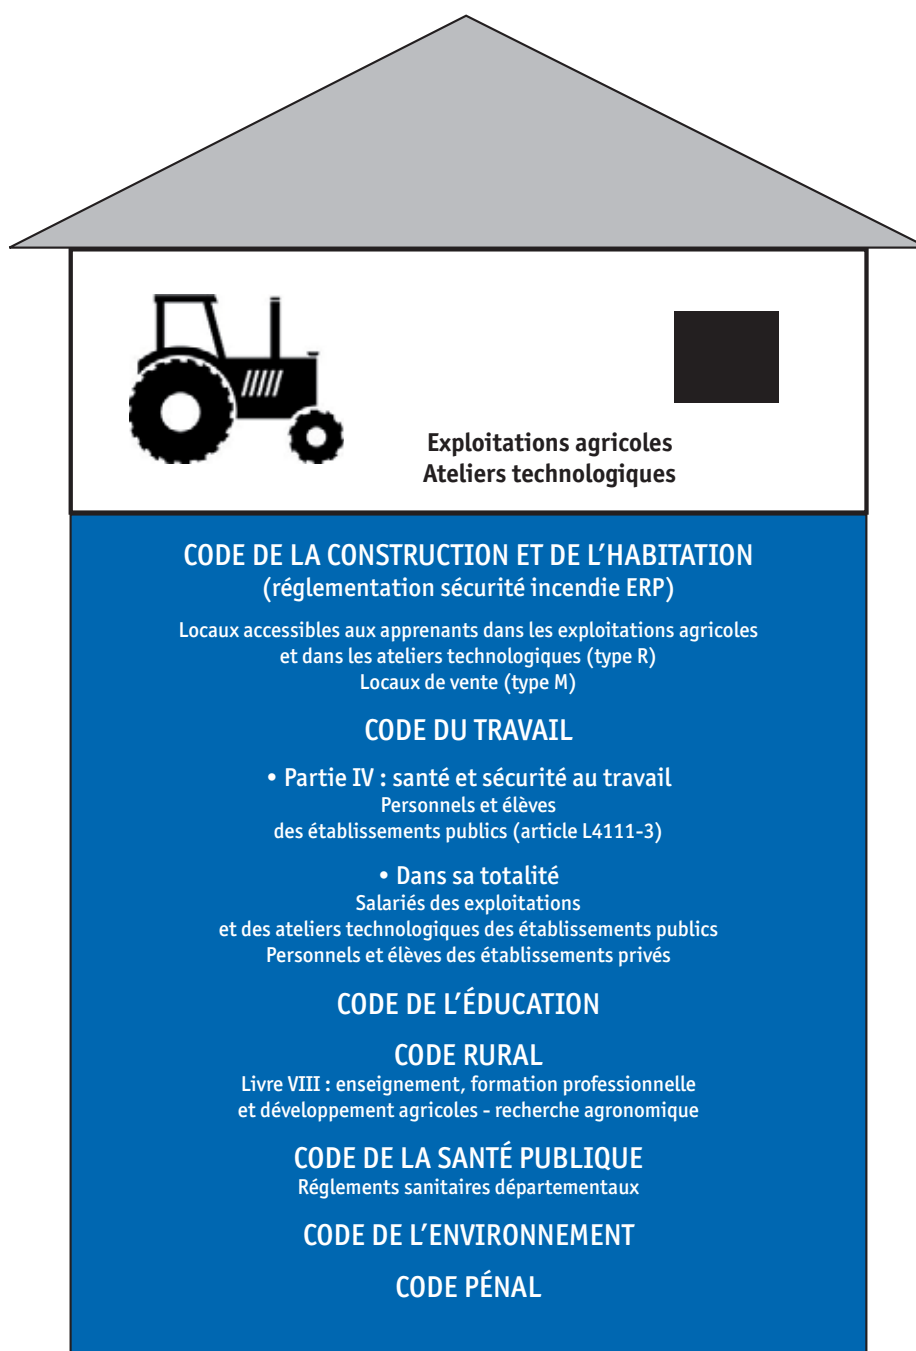 Exploitations agricoles
Ateliers technologiques
CODE DE LA CONSTRUCTION ET DE L’HABITATION
(réglementation sécurité incendie ERP)
Locaux accessibles aux apprenants dans les exploitations agricoles
et dans les ateliers technologiques (type R)
Locaux de vente (type M)
CODE DU TRAVAIL
• Partie IV : santé et sécurité au travail
Personnels et élèves
des établissements publics (article L4111-3)
• Dans sa totalité
Salariés des exploitations
et des ateliers technologiques des établissements publics
Personnels et élèves des établissements privés
CODE DE L’ÉDUCATION
CODE RURAL
Livre VIII : enseignement, formation professionnelle
et développement agricoles - recherche agronomique
CODE DE LA SANTÉ PUBLIQUE
Réglements sanitaires départementaux
CODE DE L’ENVIRONNEMENT
CODE PÉNAL